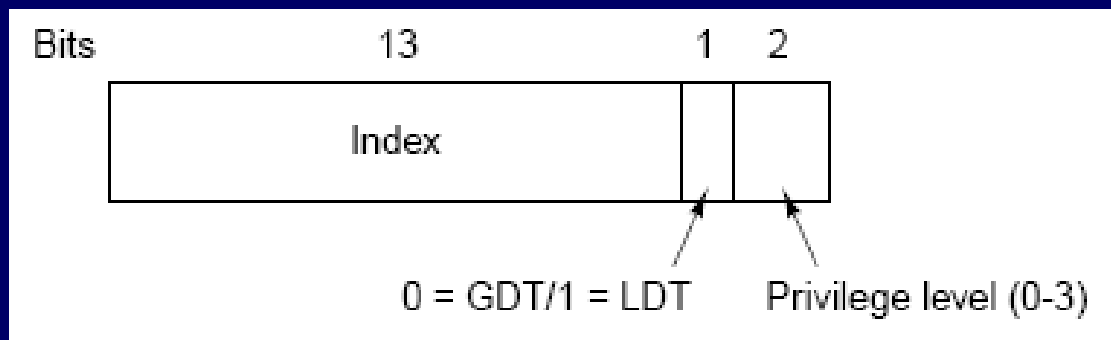 Bits 13 1 2
Index
0 = GDT/1 = LDT Privilege level (0-3)